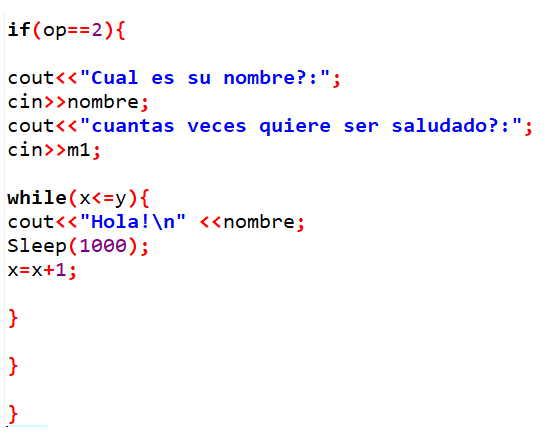 if(op==2){
cout<<"Cual es su nombre?:";
cin>>nombre;
cout<<"cuantas veces quiere ser saludado?:";
cin>>m1;
while(x<=y){
cout<<"Hola!\n" <<nombre;
Sleep(1000);
x=x+1;
}
}
}